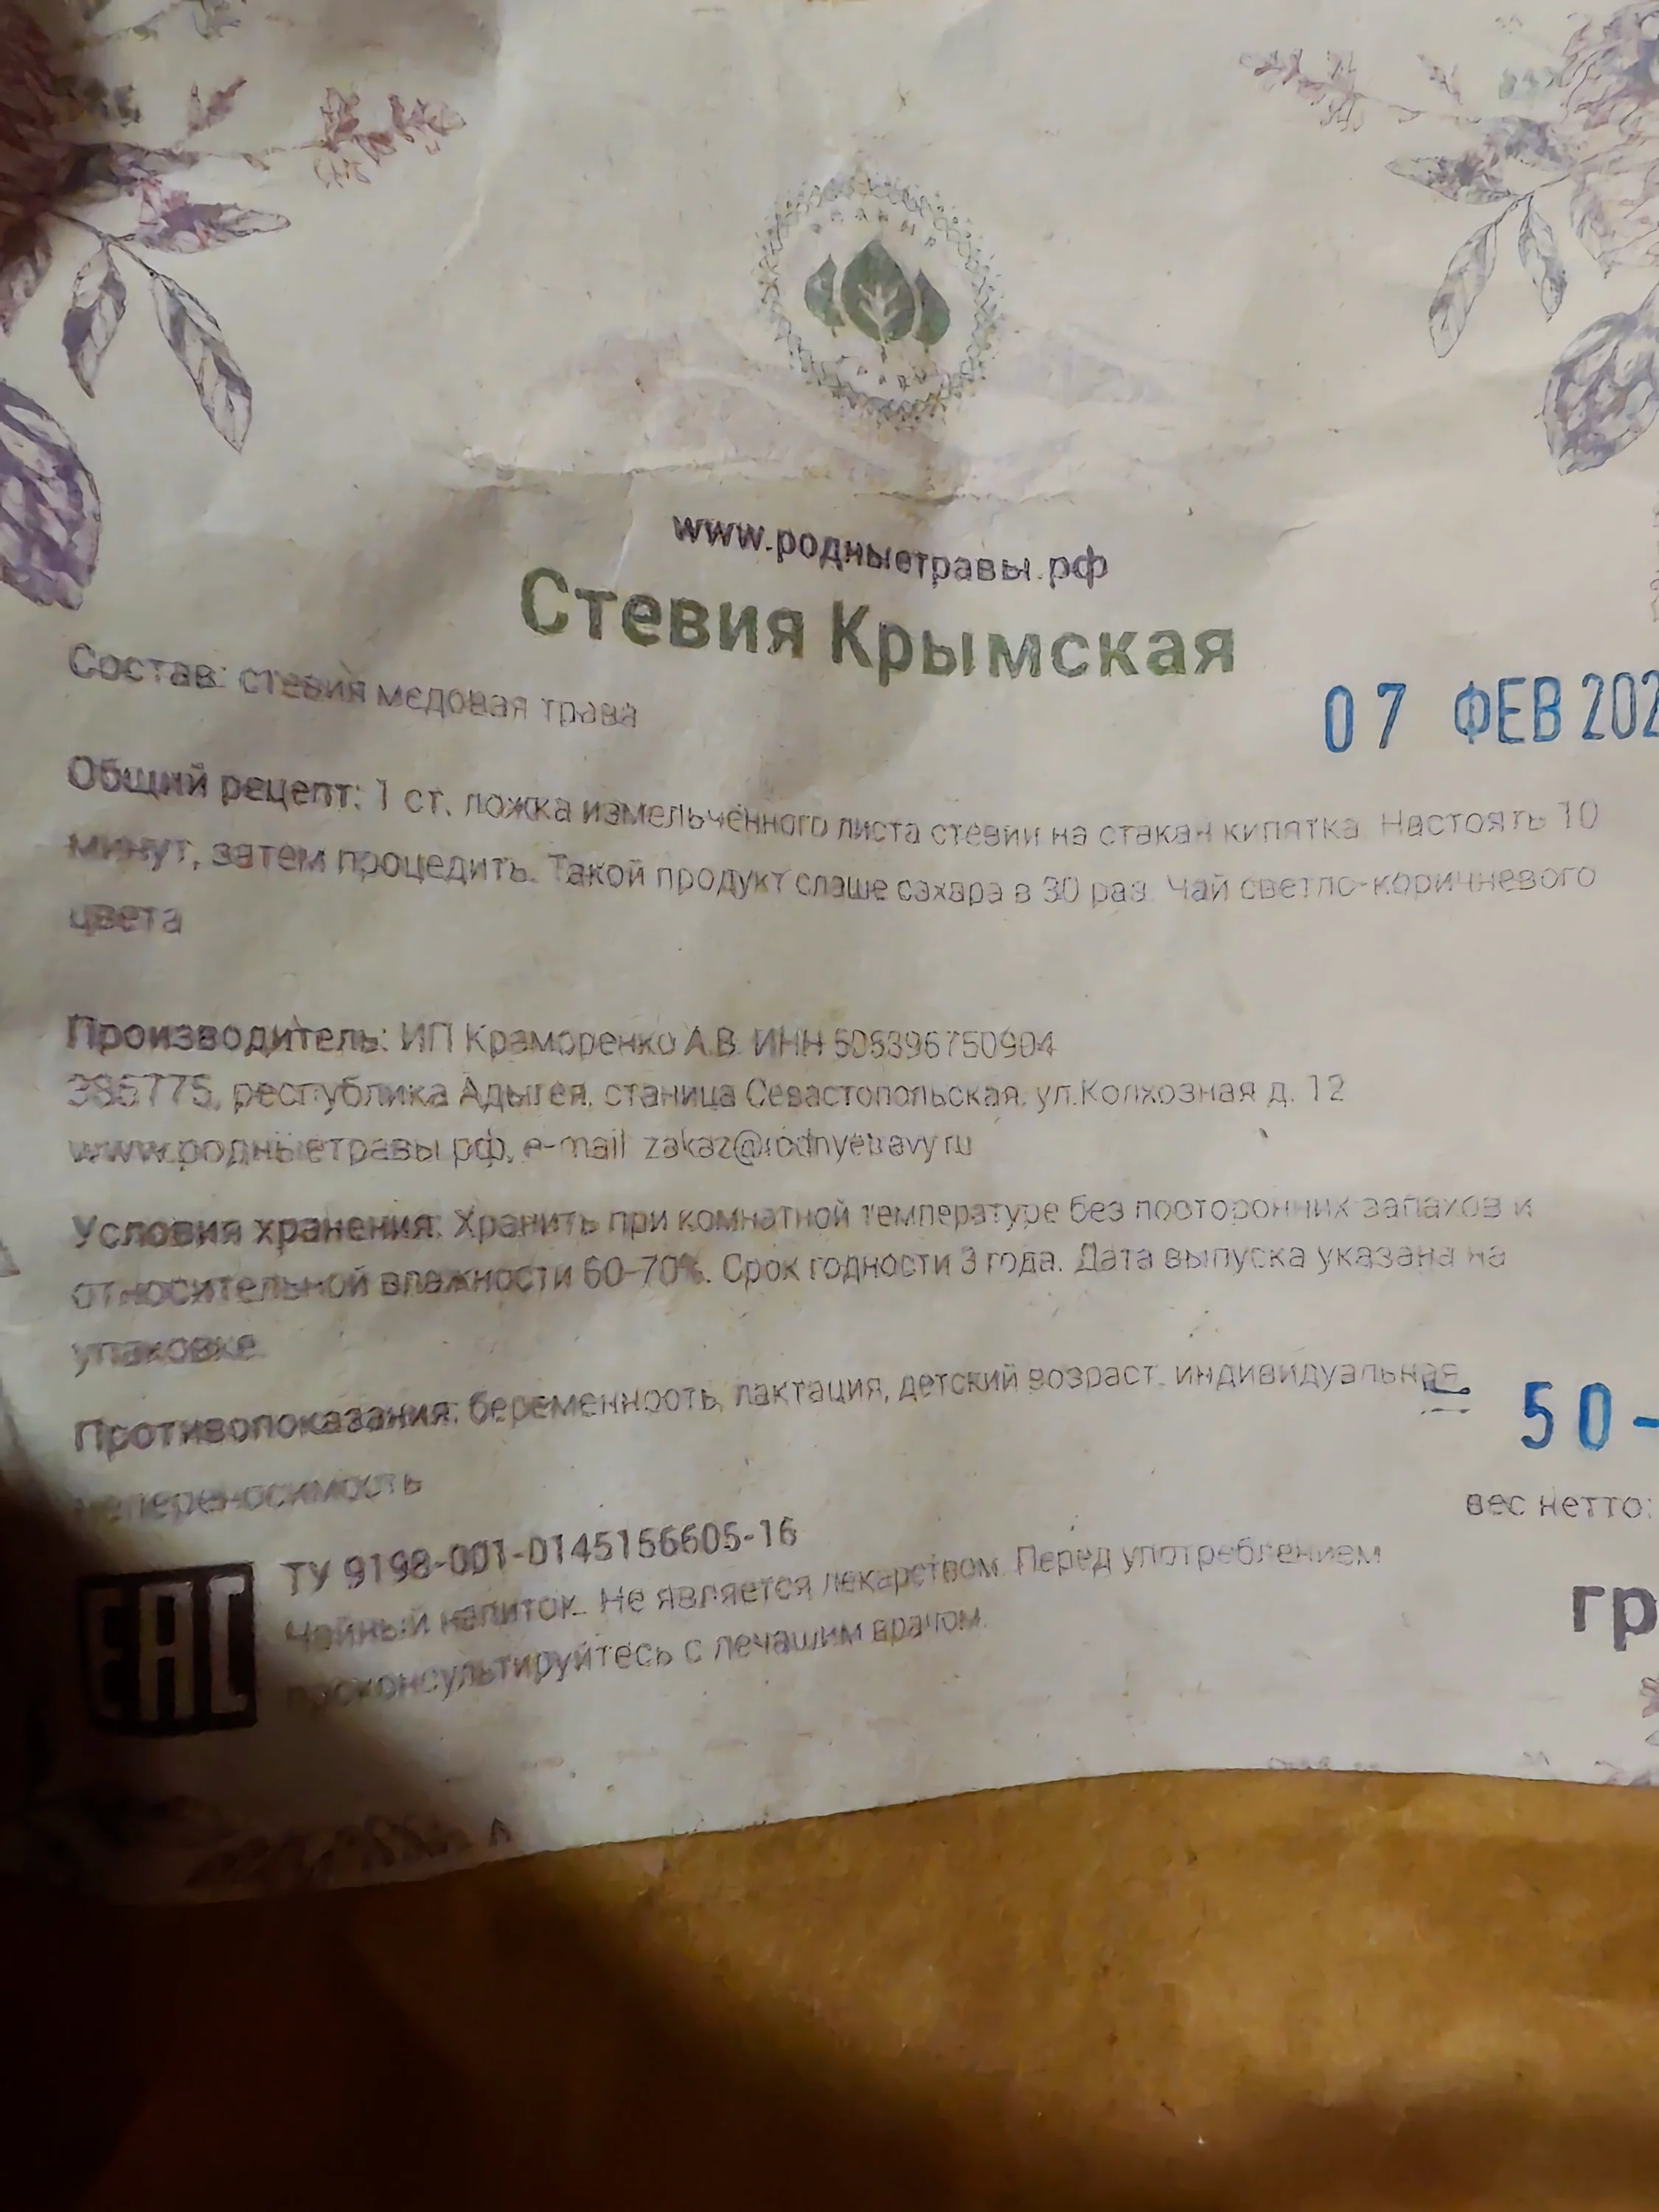 www.родныетравы.рф
Стевия Крымская
Состав: стевия медовая трава
07 ФЕВ 202
Общий рецепт: 1 ст. ложка измельчённого листа стевии на стакан кипятка. Настоять 10
минут, затем процедить. Такой продукт слаще сахара в 30 раз. Чай светло-коричневого
цвета
Производитель: ИП Краморенко А.В. ИНН
республика Адыгея, станица Севастопольская, ул.Колхозная д. 12
www.родныетравы.рф, e-mail zakaz@rodnyetravy.ru
Условия хранения: Хранить при комнатной температуре без посторонних запахов и
относительной влажности 60-70%. Срок годности 3 года. Дата выпуска указана на
упаковке.
Противопоказания: беременность, лактация, детский возраст, индивидуальная
непереносимость
50-
вес нетто:
гр
ТУ 9198-001-0145156605-16
Чайный напиток. Не является лекарством. Перед употреблением
проконсультируйтесь с лечащим врачом.
EAC